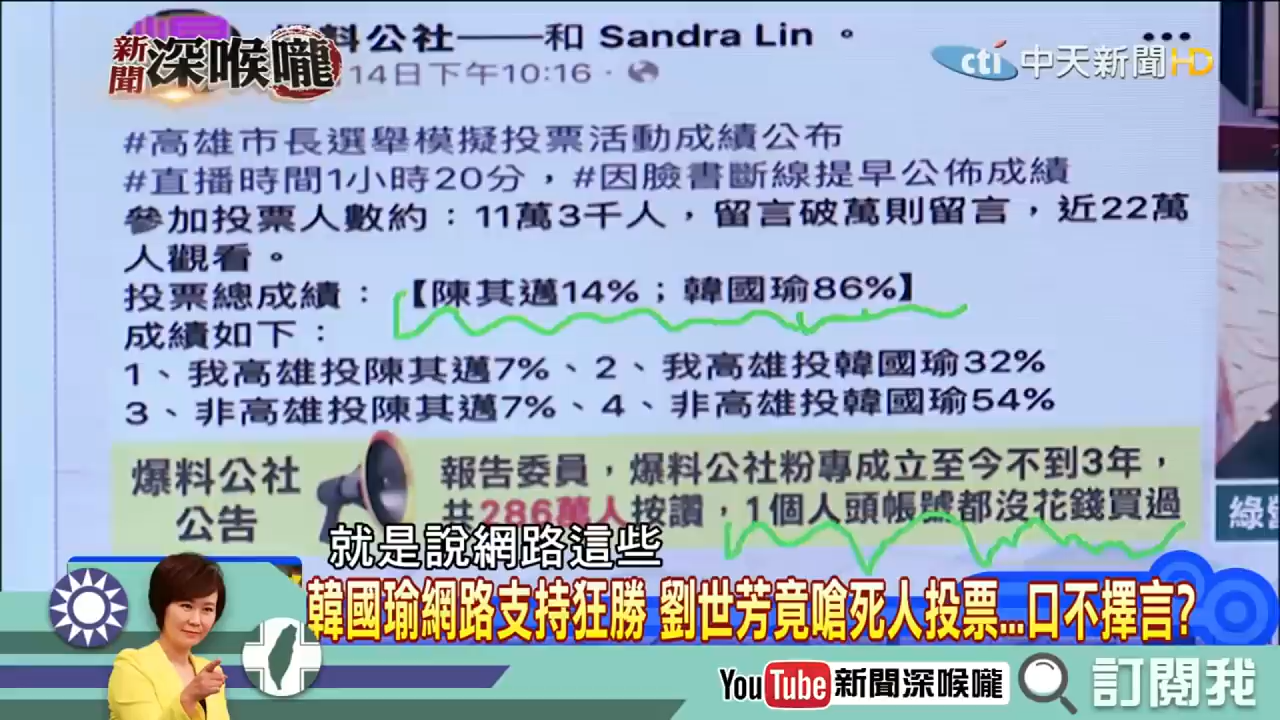 料公社——和 Sandra Lin 。
新聞深喉嚨
14日下午10:16
cti 中天新聞HD
#高雄市長選舉模擬投票活動成績公布
#直播時間1小時20分，#因臉書斷線提早公佈成績
參加投票人數約：11萬3千人，留言破萬則留言，近22萬
人觀看。
投票總成績：【陳其邁14%；韓國瑜86%】
成績如下：
1、我高雄投陳其邁7%、2、我高雄投韓國瑜32%
3、非高雄投陳其邁7%、4、非高雄投韓國瑜54%
爆料公社
公告
報告委員，爆料公社粉專成立至今不到3年，
共286萬人按讚，1個人頭帳號都沒花錢買過
綠營
就是說網路這些
韓國瑜網路支持狂勝 劉世芳竟嗆死人投票...口不擇言?
YouTube 新聞深喉嚨
訂閱我